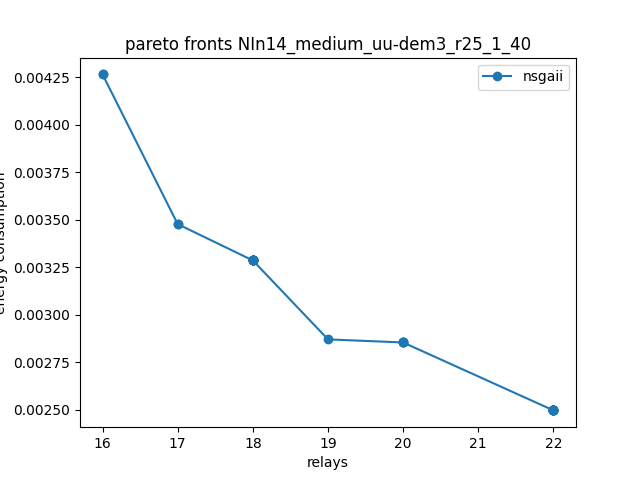 pareto fronts NIn14_medium_uu-dem3_r25_1_40
nsgaii
0.00425
0.00400
0.00375
0.00350
0.00325
0.00300
0.00275
0.00250
energy consumption
16 17 18 19 20 21 22
relays